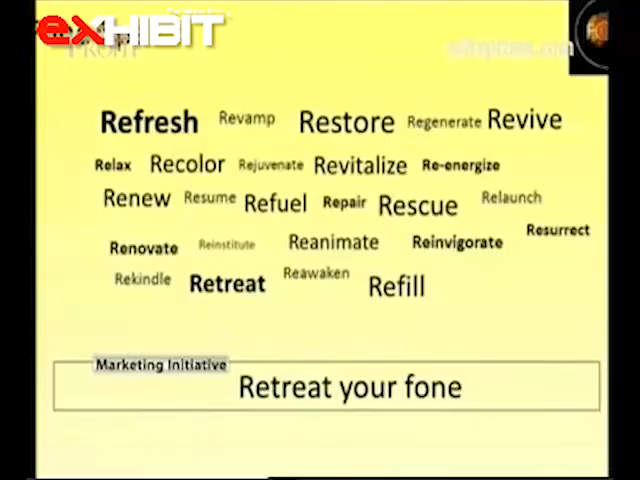 eXHIBIT
Refresh Revamp Restore Regenerate Revive
Relax Recolor Rejuvenate Revitalize Re-energize
Renew Resume Refuel Repair Rescue Relaunch
Resurrect
Renovate Reinstitute Reanimate Reinvigorate
Rekindle Retreat Reawaken Refill
Marketing Initiative
Retreat your fone